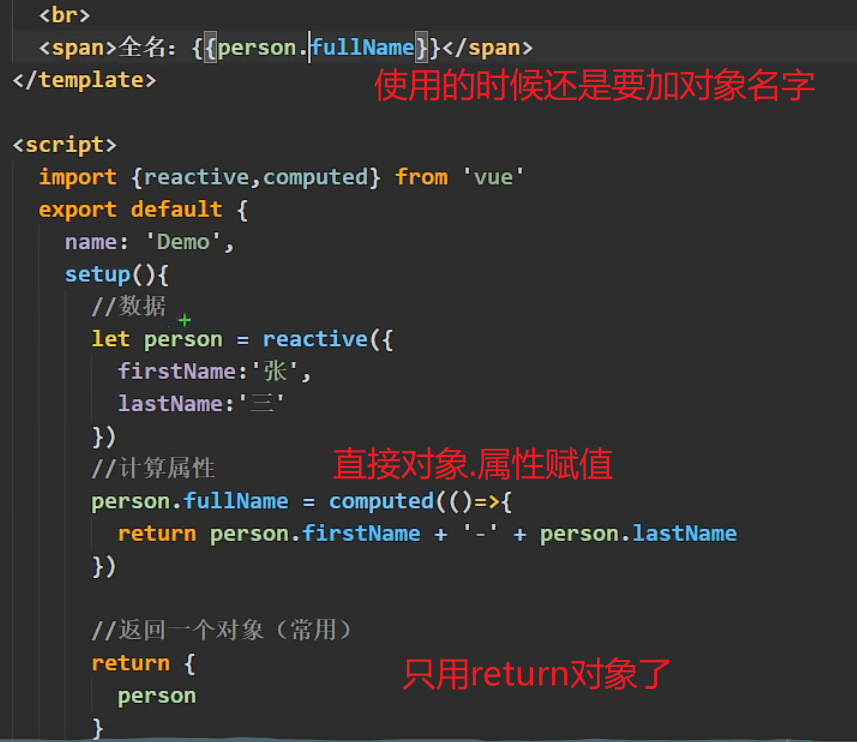 <br>
<span>全名：{{person.fullName}}</span>
</template>
使用的时候还是要加对象名字
<script>
import {reactive,computed} from 'vue'
export default {
name: 'Demo',
setup(){
//数据
let person = reactive({
firstName:'张',
lastName:'三'
})
//计算属性
直接对象.属性赋值
person.fullName = computed(()=>{
return person.firstName + '-' + person.lastName
})
//返回一个对象（常用）
return {
只用return对象了
person
}